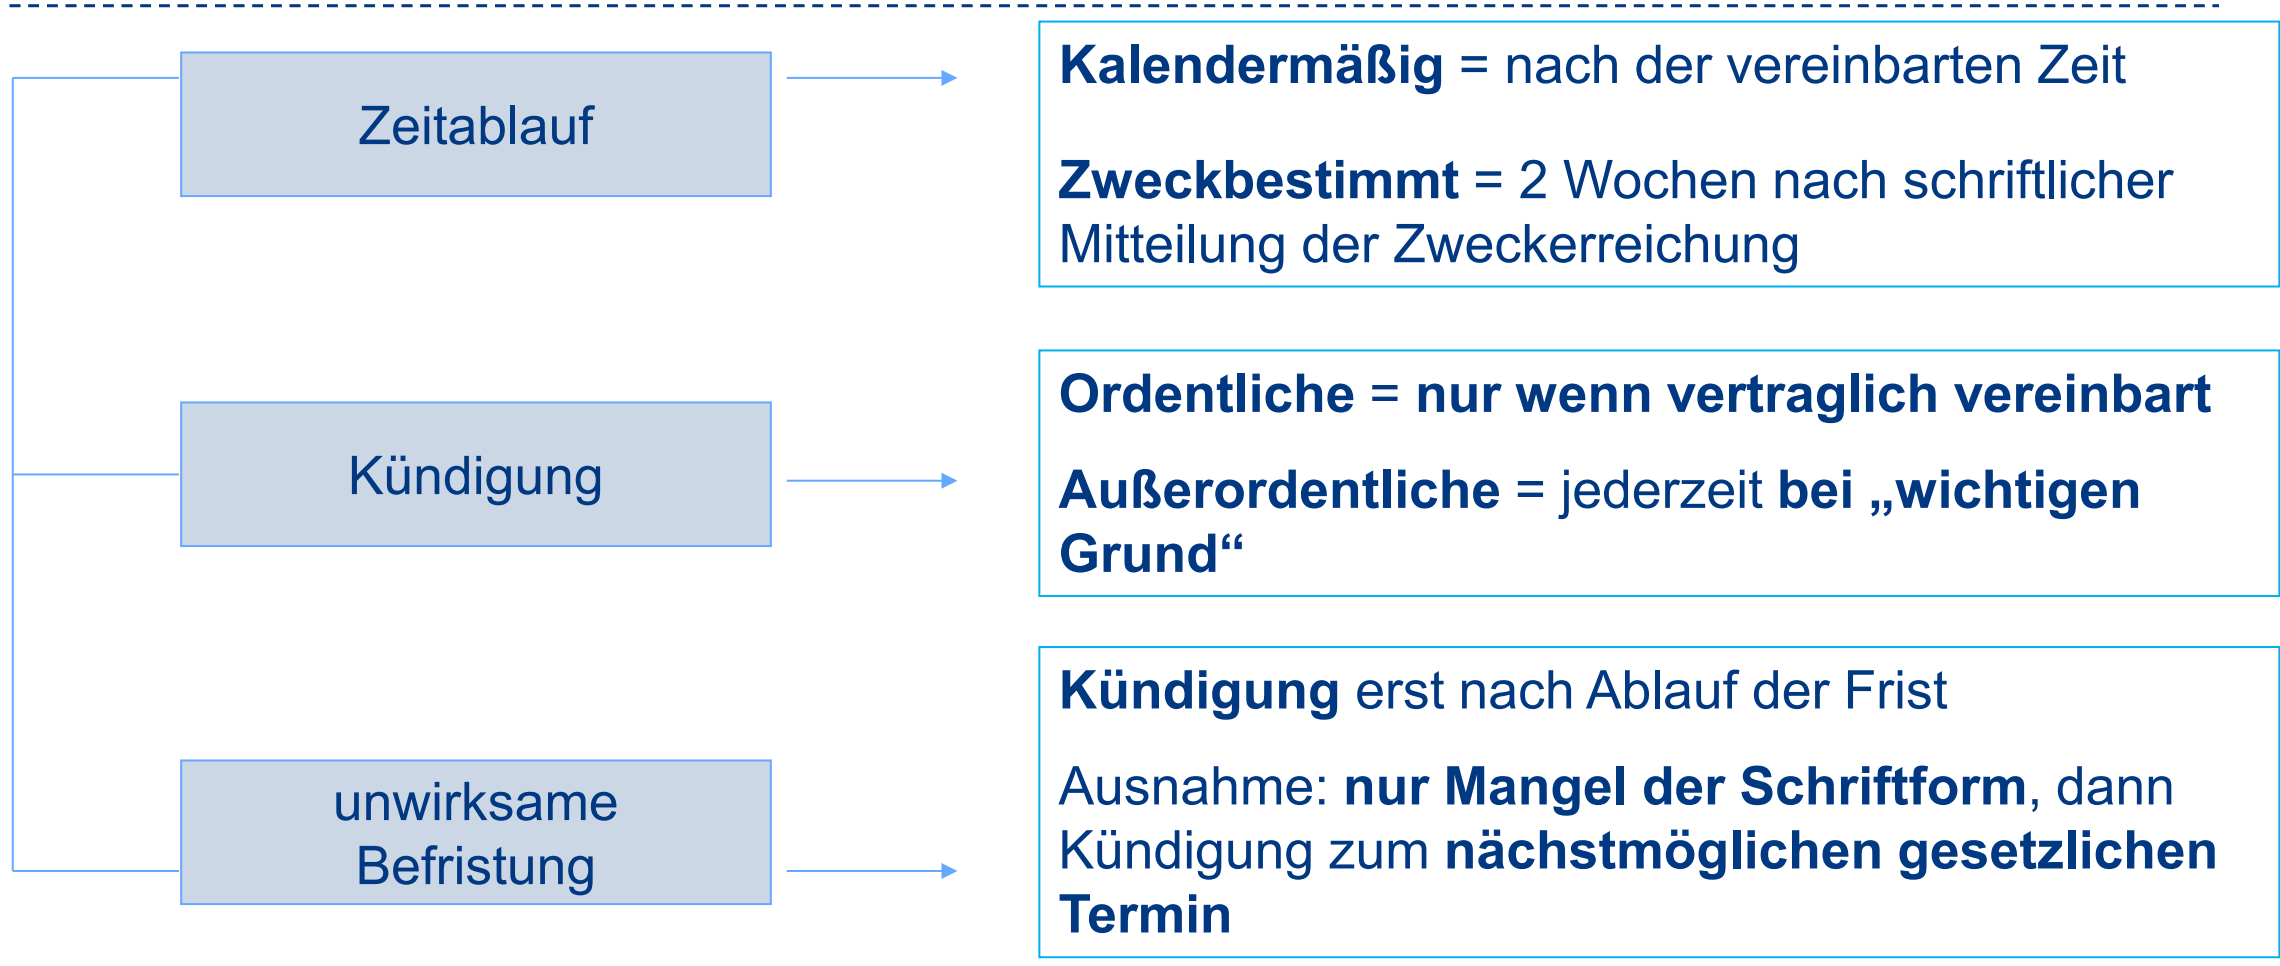 Zeitablauf
Kalendermäßig = nach der vereinbarten Zeit
Zweckbestimmt = 2 Wochen nach schriftlicher
Mitteilung der Zweckerreichung
Kündigung
Ordentliche = nur wenn vertraglich vereinbart
Außerordentliche = jederzeit bei „wichtigen
Grund“
unwirksame
Befristung
Kündigung erst nach Ablauf der Frist
Ausnahme: nur Mangel der Schriftform, dann
Kündigung zum nächstmöglichen gesetzlichen
Termin